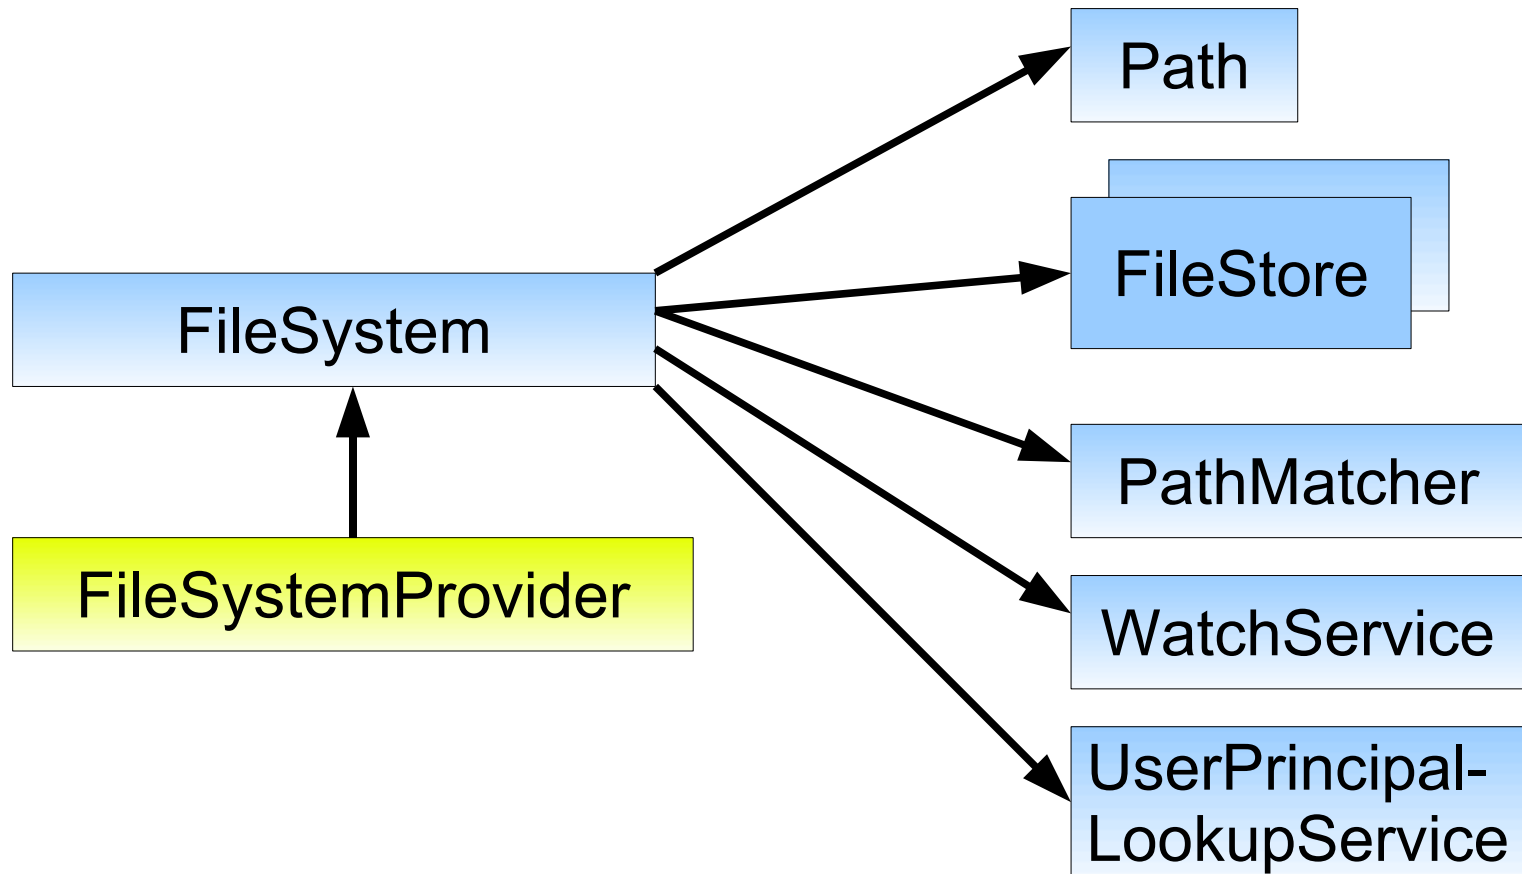 Path
FileStore
FileSystem
PathMatcher
FileSystemProvider
WatchService
UserPrincipal-
LookupService